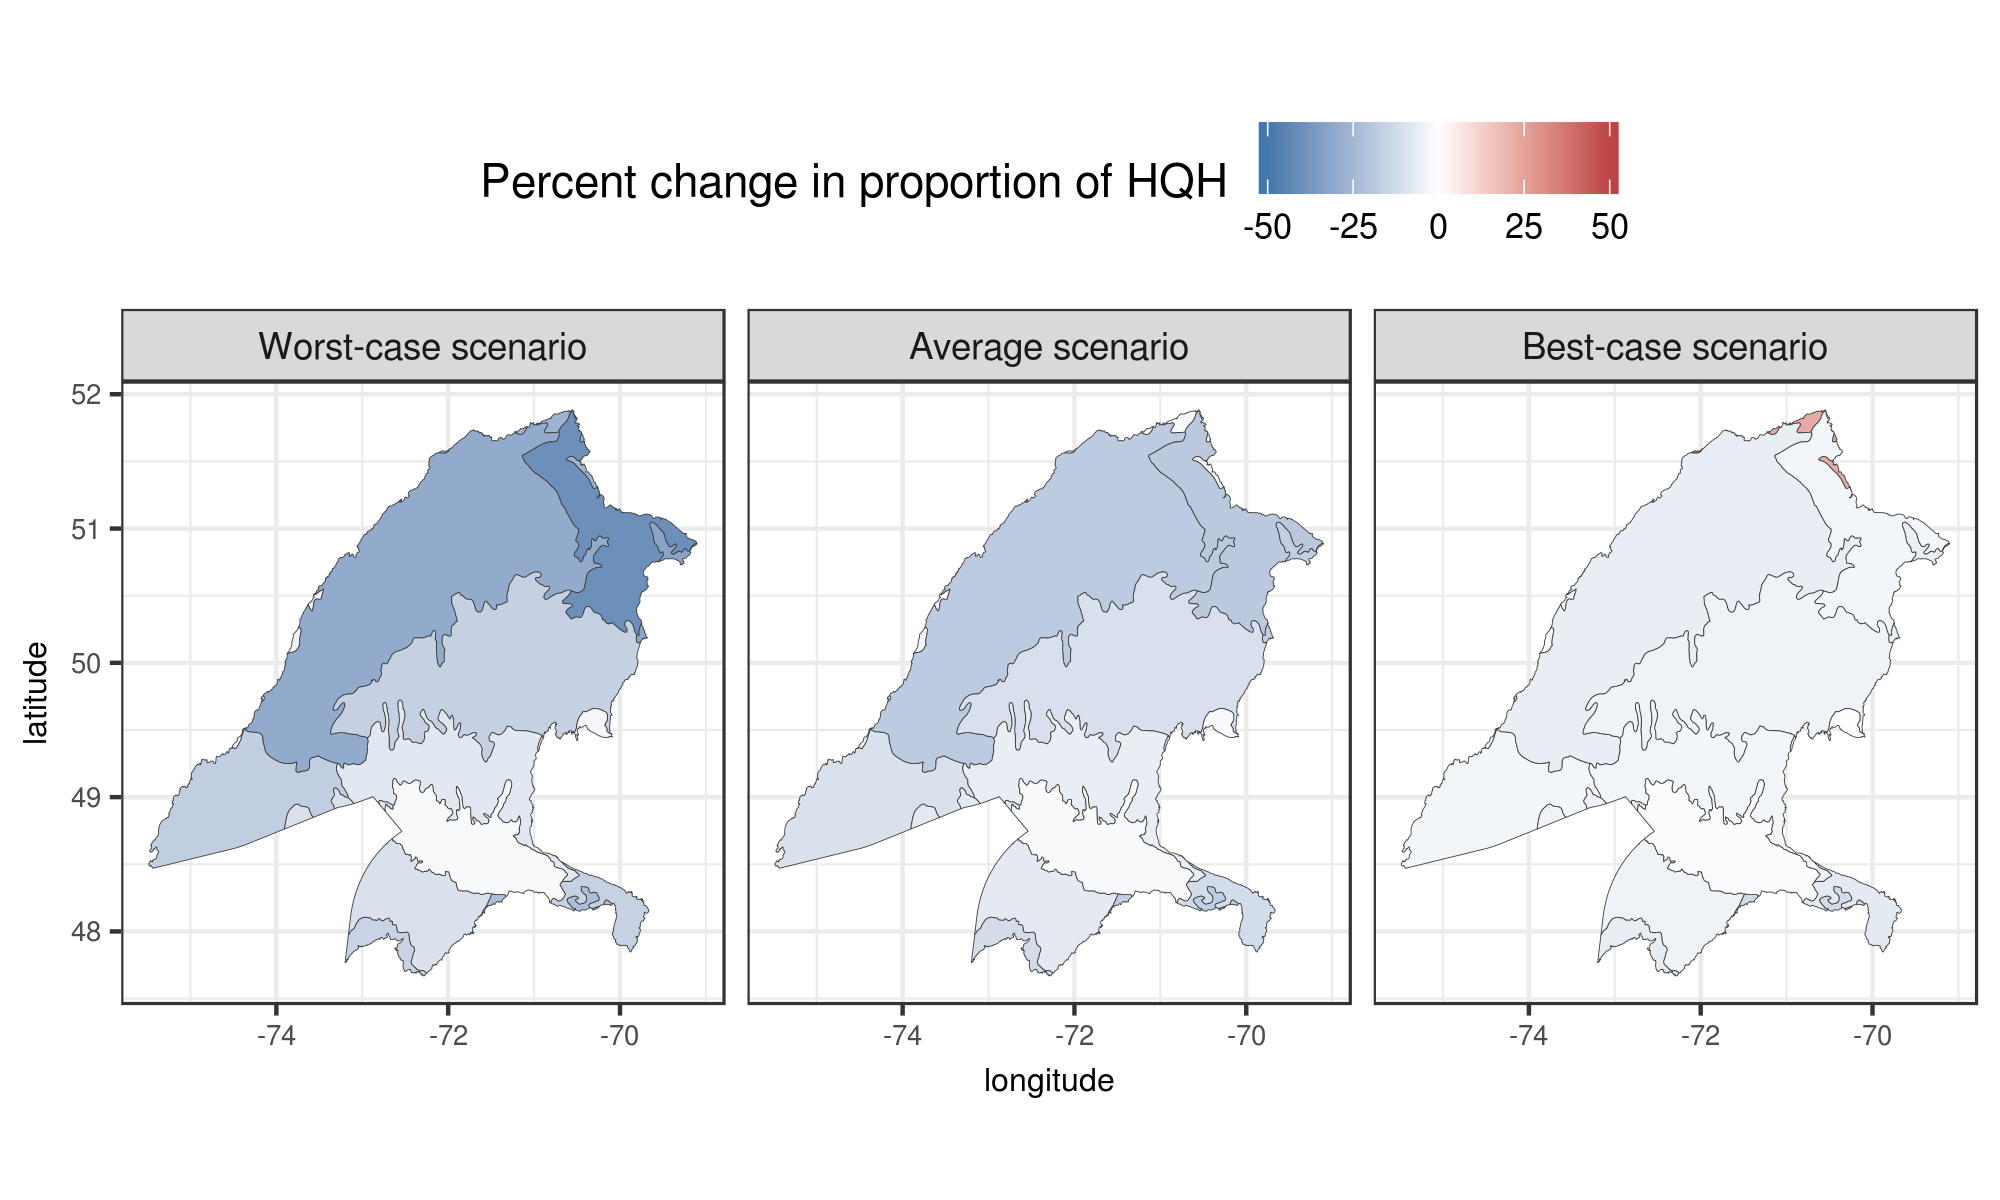 Percent change in proportion of HQH
-50 -25 0 25 50
Worst-case scenario Average scenario Best-case scenario
52
51
50
49
48
latitude
-74 -72 -70 -74 -72 -70 -74 -72 -70
longitude